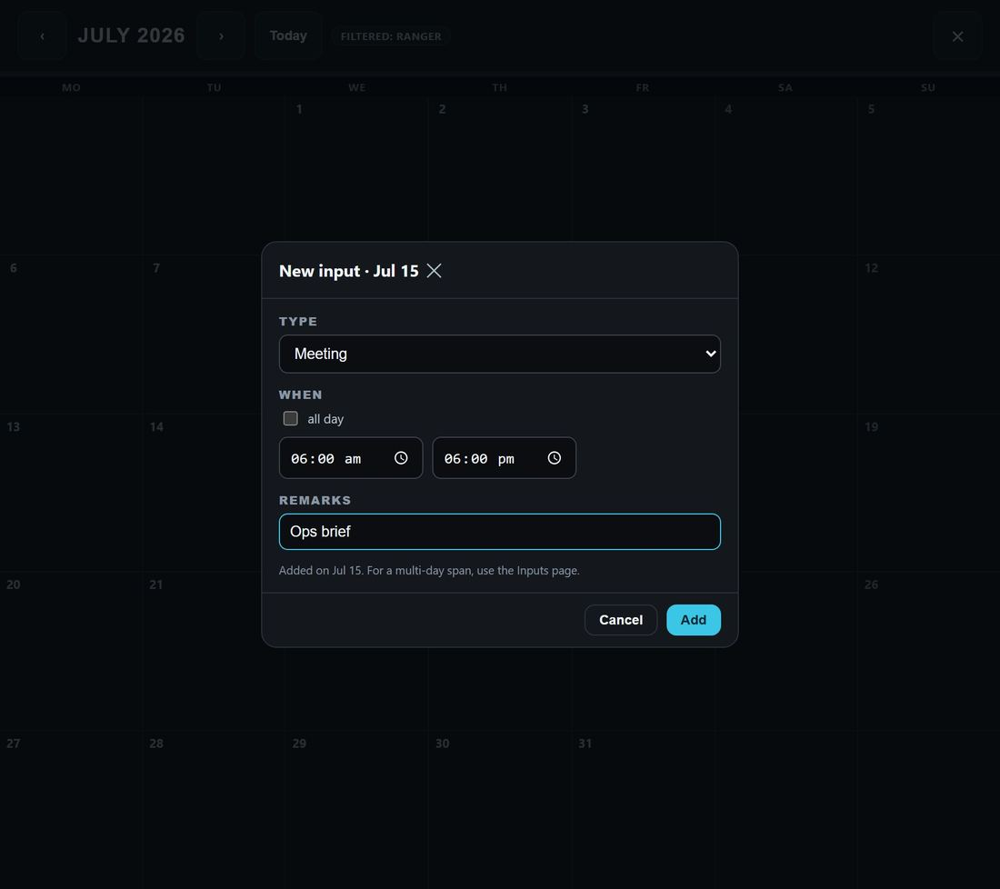 ‹ JULY 2026 › Today FILTERED: RANGER ×
MO TU WE TH FR SA SU
1 2 3 4 5
6 7 12
New input · Jul 15 ×
TYPE
Meeting
WHEN
all day
13 14 19
06:00 am 06:00 pm
REMARKS
Ops brief
Added on Jul 15. For a multi-day span, use the Inputs page.
20 21 26
Cancel Add
27 28 29 30 31